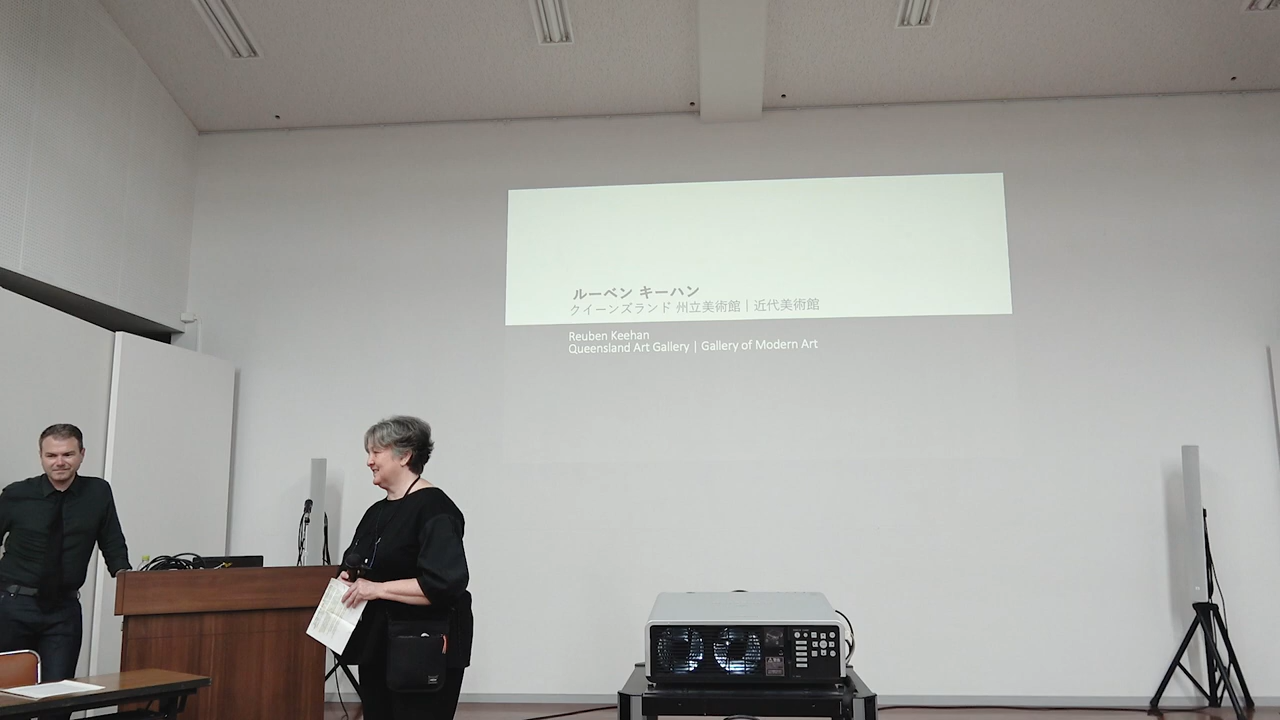 ルーベン キーハン
クイーンズランド 州立美術館 | 近代美術館
Reuben Keehan
Queensland Art Gallery | Gallery of Modern Art